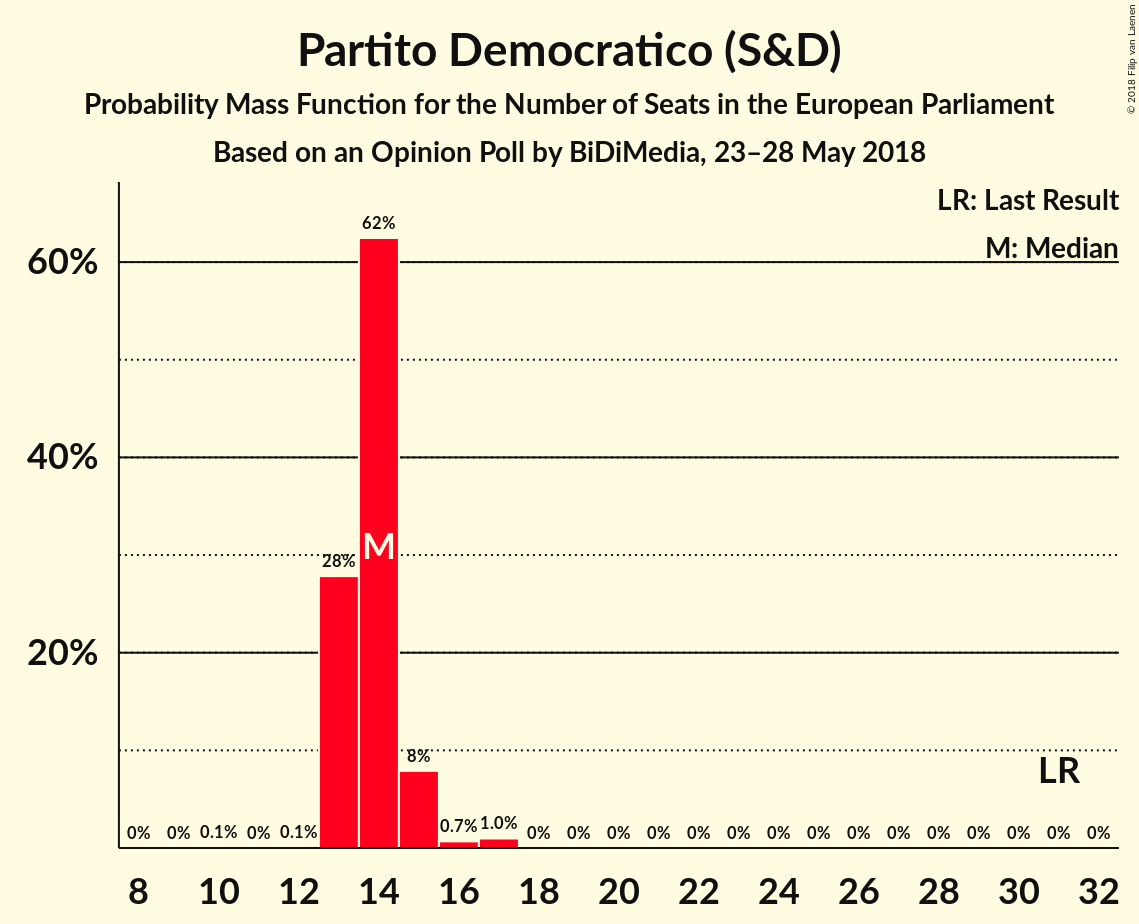 Partito Democratico (S&D)
Probability Mass Function for the Number of Seats in the European Parliament
Based on an Opinion Poll by BiDiMedia, 23–28 May 2018
© 2018 Filip van Laenen
LR: Last Result
M: Median
60%
40%
20%
62%
28%
M
8%
LR
0% 0% 0.1% 0% 0.1% 0.7% 1.0% 0% 0% 0% 0% 0% 0% 0% 0% 0% 0% 0% 0% 0% 0% 0%
8 10 12 14 16 18 20 22 24 26 28 30 32